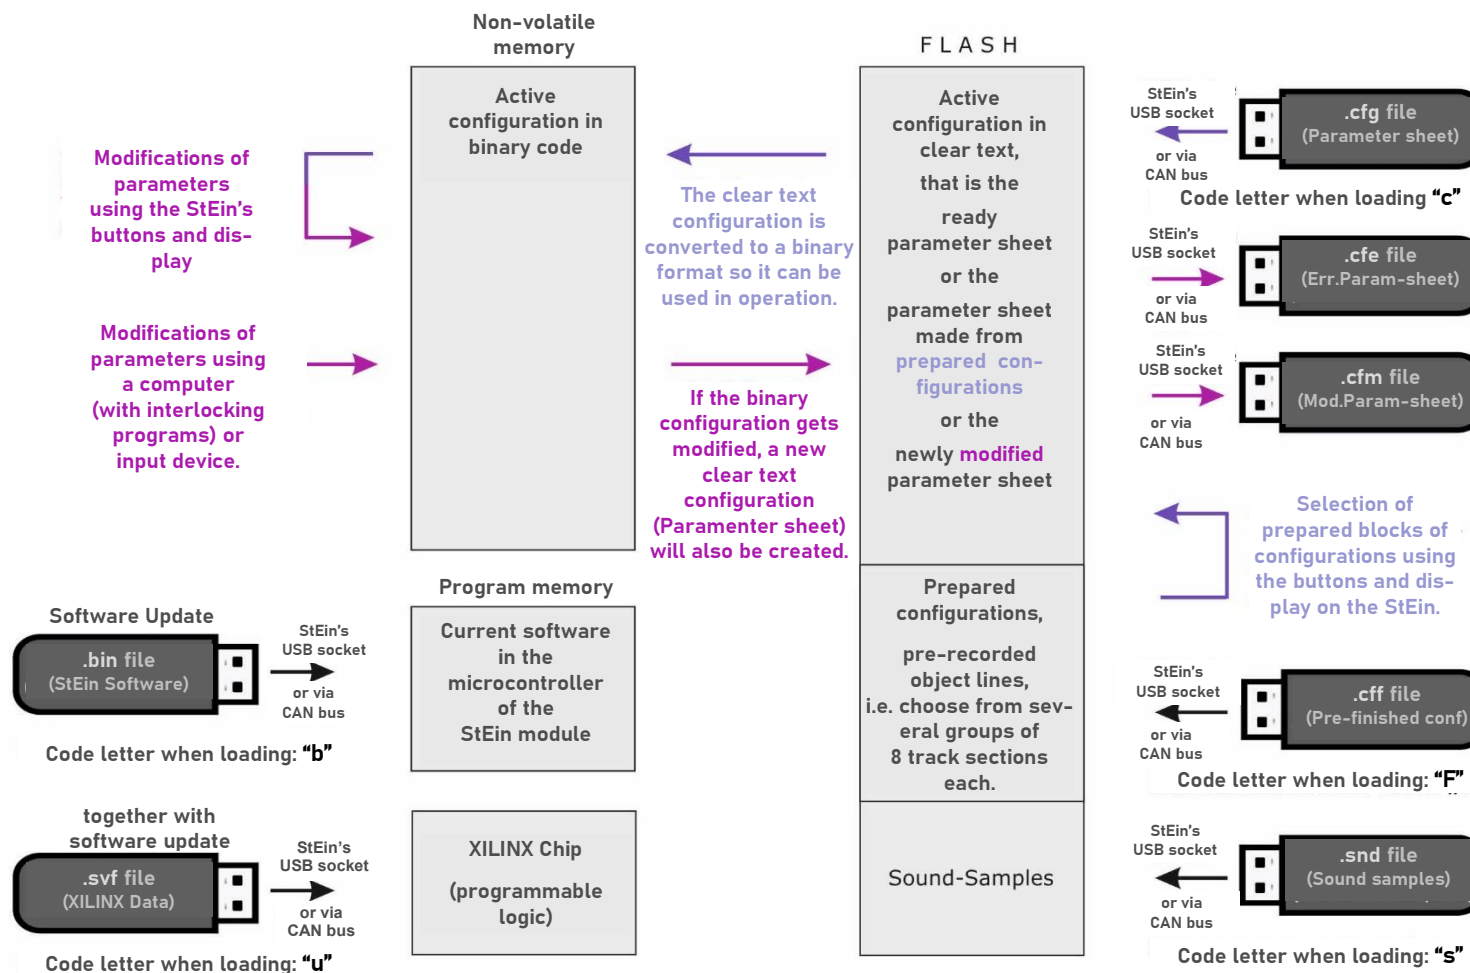 Non-volatile
memory
Active
configuration in
binary code
Modifications of
parameters
using the StEin's
buttons and dis-
play
Modifications of
parameters using
a computer
(with interlocking
programs) or
input device.
The clear text
configuration is
converted to a binary
format so it can be
used in operation.
If the binary
configuration gets
modified, a new
clear text
configuration
(Paramenter sheet)
will also be created.
FLASH
Active
configuration in
clear text,
that is the
ready
parameter sheet
or the
parameter sheet
made from
prepared con-
figurations
or the
newly modified
parameter sheet
StEin's
USB socket
or via
CAN bus
.cfg file
(Parameter sheet)
Code letter when loading "c"
StEin's
USB socket
or via
CAN bus
.cfe file
(Err.Param-sheet)
StEin's
USB socket
or via
CAN bus
.cfm file
(Mod.Param-sheet)
Selection of
prepared blocks of
configurations using
the buttons and dis-
play on the StEin.
Program memory
Current software
in the
microcontroller
of the
StEin module
Software Update
.bin file
(StEin Software)
StEin's
USB socket
or via
CAN bus
Code letter when loading: "b"
Prepared
configurations,
pre-recorded
object lines,
i.e. choose from sev-
eral groups of
8 track sections
each.
StEin's
USB socket
or via
CAN bus
.cff file
(Pre-finished conf)
Code letter when loading: "F"
together with
software update
.svf file
(XILINX Data)
StEin's
USB socket
or via
CAN bus
Code letter when loading: "u"
XILINX Chip
(programmable
logic)
Sound-Samples
StEin's
USB socket
or via
CAN bus
.snd file
(Sound samples)
Code letter when loading: "s"